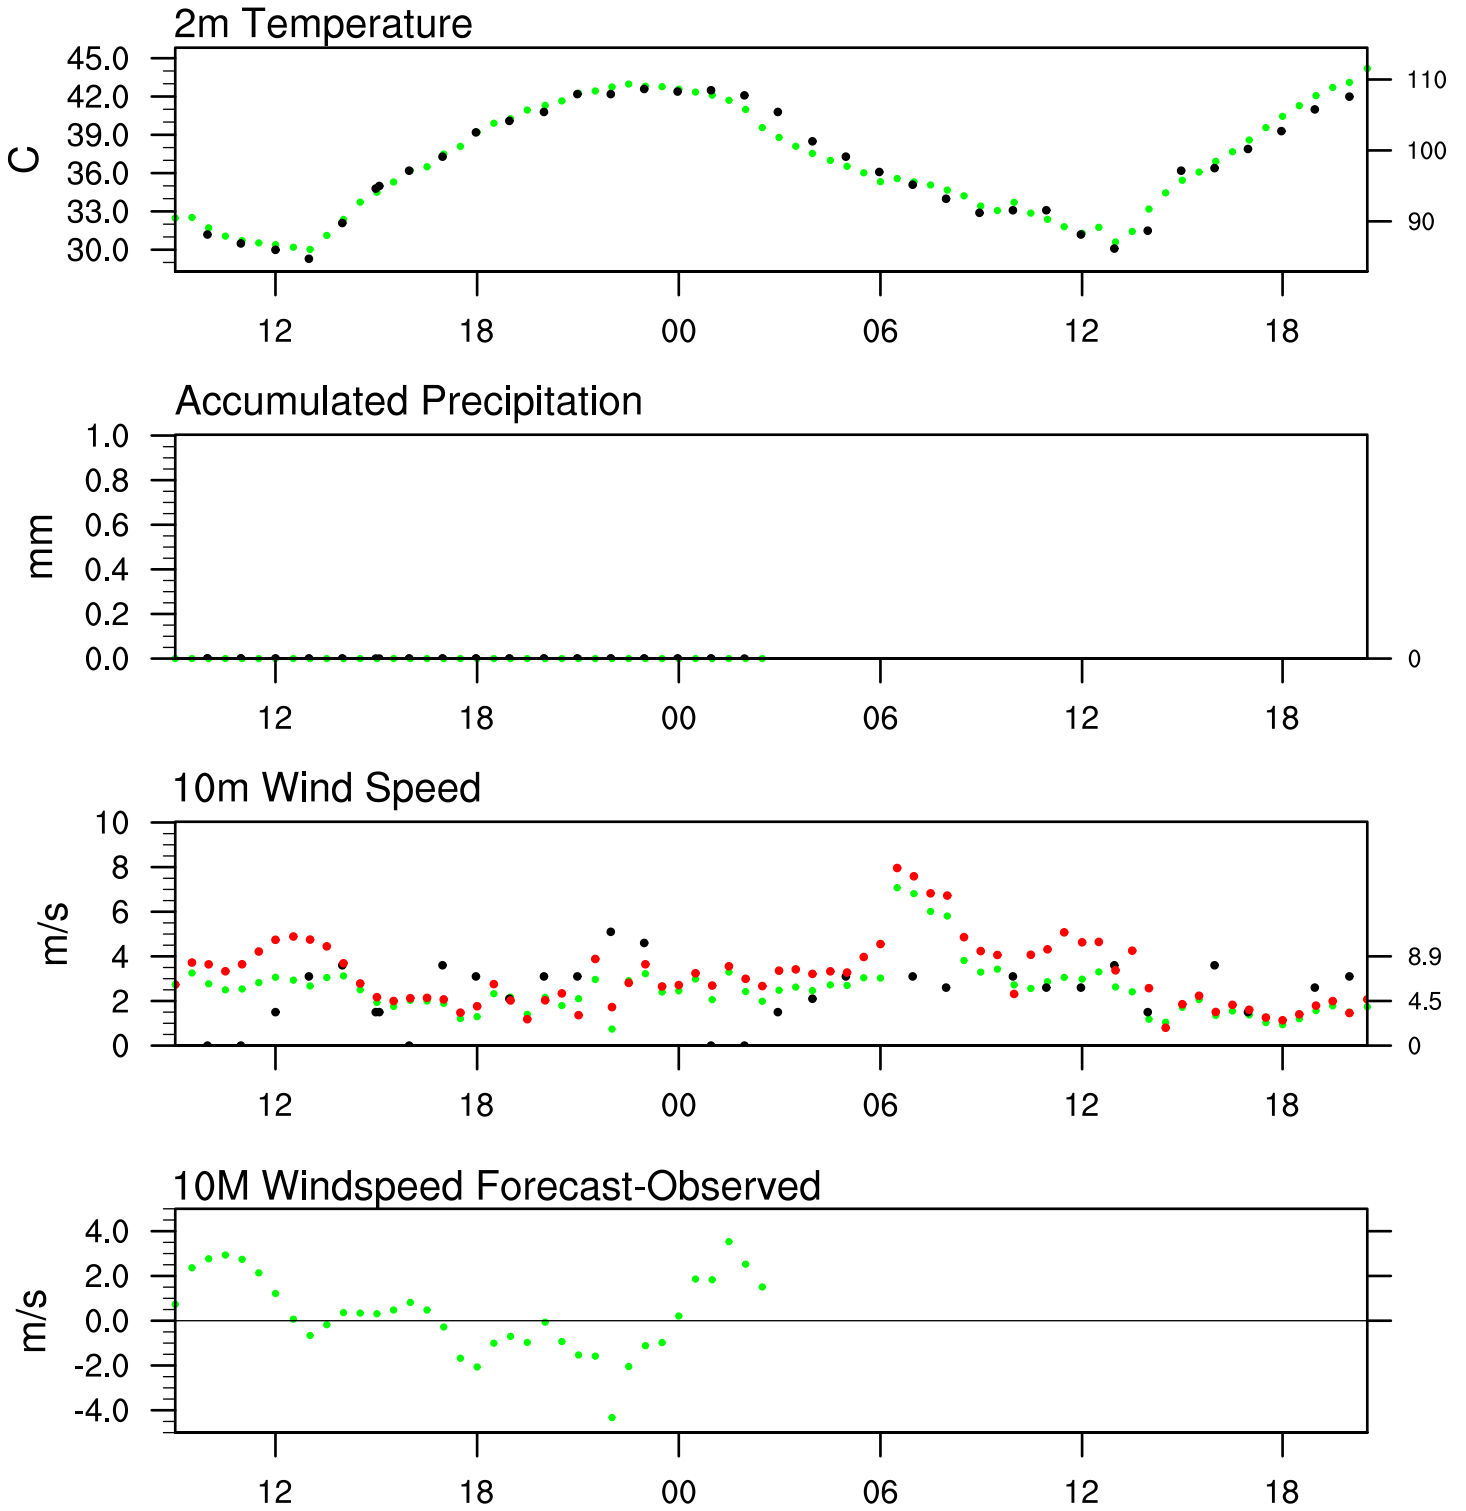 2m Temperature
45.0
42.0
39.0
36.0
33.0
30.0
C
110
100
90
12 18 00 06 12 18
Accumulated Precipitation
1.0
0.8
0.6
0.4
0.2
0.0
mm
0
12 18 00 06 12 18
10m Wind Speed
10
8
6
4
2
0
m/s
8.9
4.5
0
12 18 00 06 12 18
10M Windspeed Forecast-Observed
4.0
2.0
0.0
-2.0
-4.0
m/s
12 18 00 06 12 18